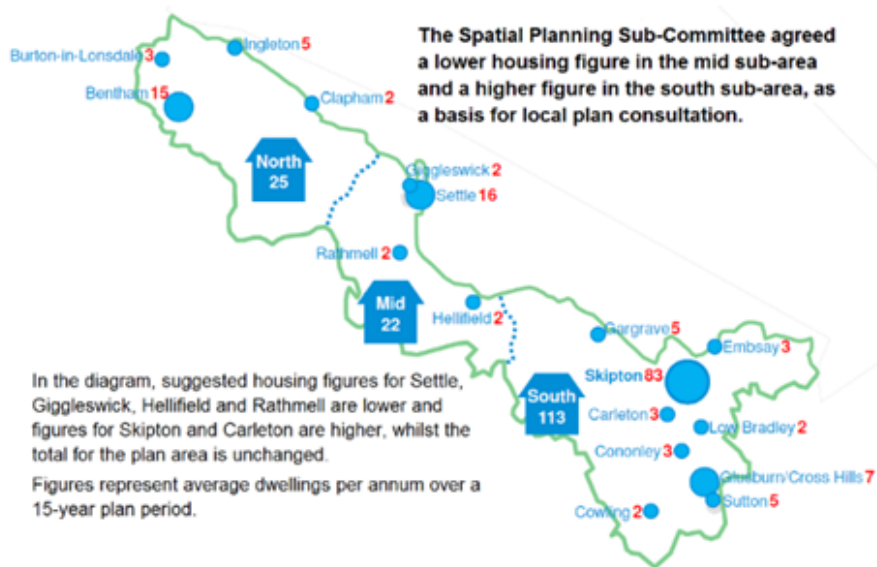 The Spatial Planning Sub-Committee agreed
a lower housing figure in the mid sub-area
and a higher figure in the south sub-area, as
a basis for local plan consultation.
Burton-in-Lonsdale 3
Ingleton 5
Bentham 15
Clapham 2
North
25
Giggleswick 2
Settle 16
Rathmell 2
Mid
22
Hellifield 2
Gargrave 5
Embsay 3
Skipton 83
South
113
Carleton 3
Low Bradley 2
Cononley 3
Glusburn/Cross Hills 7
Sutton 5
Cowling 2
In the diagram, suggested housing figures for Settle,
Giggleswick, Hellifield and Rathmell are lower and
figures for Skipton and Carleton are higher, whilst the
total for the plan area is unchanged.
Figures represent average dwellings per annum over a
15-year plan period.